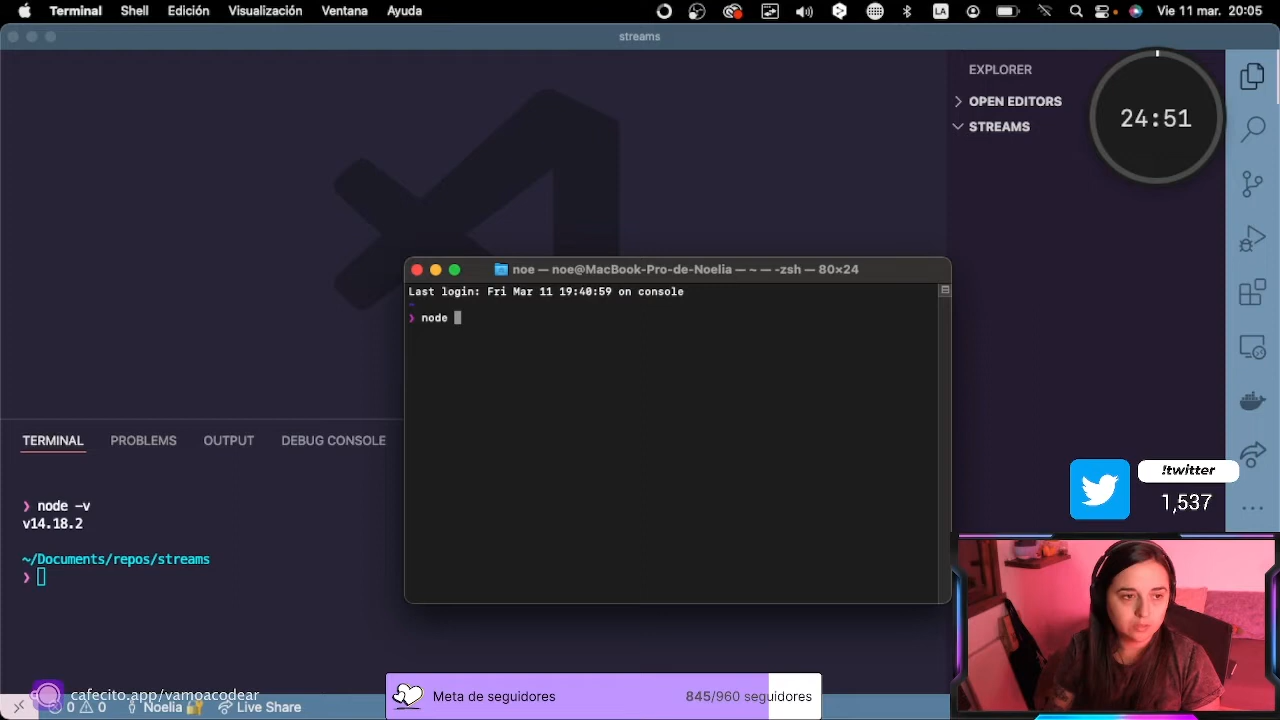 Terminal Shell Edición Visualización Ventana Ayuda
LA
Vie 11 mar. 20:05
streams
EXPLORER
OPEN EDITORS
STREAMS
24:51
noe — noe@MacBook-Pro-de-Noelia — ~ — -zsh — 80×24
Last login: Fri Mar 11 19:40:59 on console
~
❯ node
TERMINAL PROBLEMS OUTPUT DEBUG CONSOLE
❯ node -v
v14.18.2
~/Documents/repos/streams
❯
!twitter
1,537
Meta de seguidores 845/960 seguidores
cafecito.app/vamoacodear
0 0 Noelia Live Share